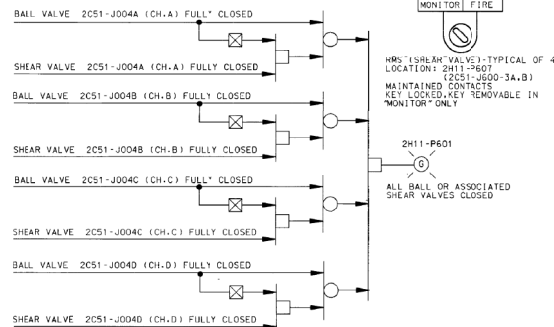 MONITOR FIRE
RMS (SHEAR VALVE)-TYPICAL OF 4
LOCATION: 2H11-P607
(2C51-J600-3A,B)
MAINTAINED CONTACTS
KEY LOCKED, KEY REMOVABLE IN
"MONITOR" ONLY
BALL VALVE 2C51-J004A (CH.A) FULL" CLOSED
SHEAR VALVE 2C51-J004A (CH.A) FULLY CLOSED
BALL VALVE 2C51-J004B (CH.B) FULLY CLOSED
SHEAR VALVE 2C51-J004B (CH.B) FULLY CLOSED
BALL VALVE 2C51-J004C (CH.C) FULL" CLOSED
SHEAR VALVE 2C51-J004C (CH.C) FULLY CLOSED
BALL VALVE 2C51-J004D (CH.D) FULLY CLOSED
SHEAR VALVE 2C51-J004D (CH.D) FULLY CLOSED
2H11-P601
G
ALL BALL OR ASSOCIATED
SHEAR VALVES CLOSED